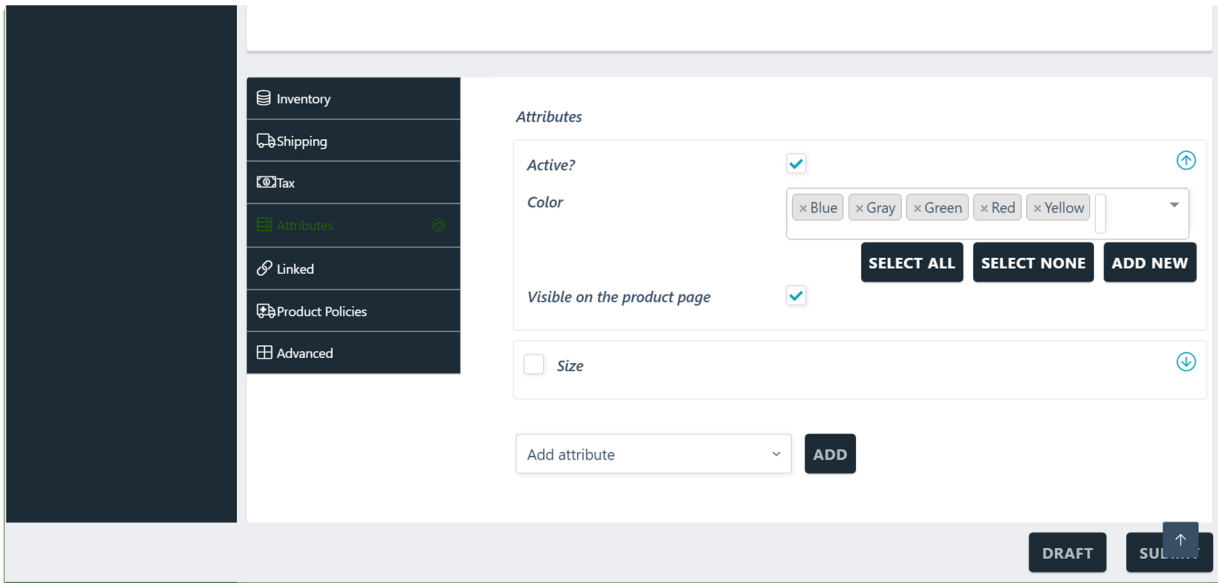 Inventory
Shipping
Tax
Attributes
Linked
Product Policies
Advanced
Attributes
Active?
Color
× Blue × Gray × Green × Red × Yellow
SELECT ALL SELECT NONE ADD NEW
Visible on the product page
Size
Add attribute ADD
DRAFT